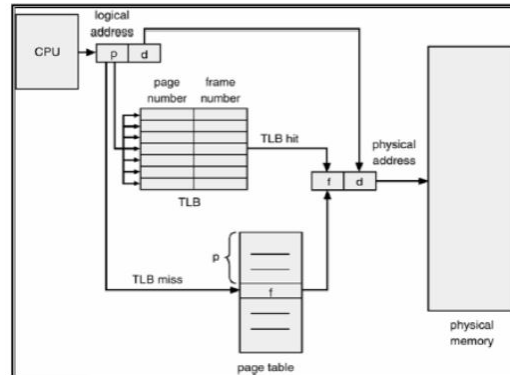 logical
address
CPU
p d
page number
frame number
TLB hit
TLB
physical
address
f d
p
TLB miss
f
physical
memory
page table